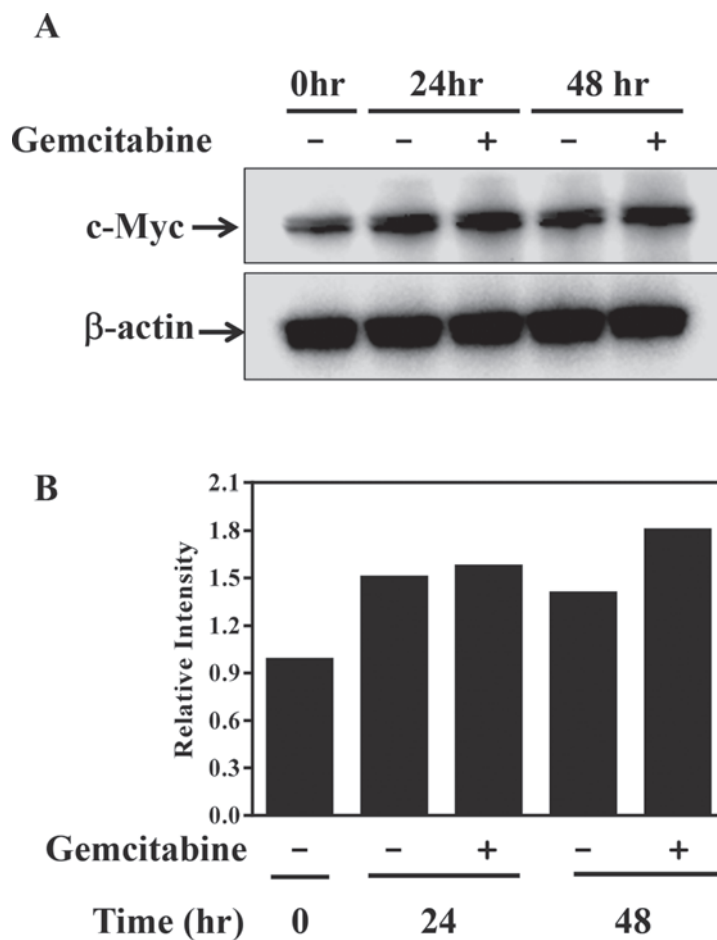 A
0hr 24hr 48 hr
Gemcitabine – – + – +
c-Myc
β-actin
B
2.1
1.8
1.5
1.2
0.9
0.6
0.3
0.0
Relative Intensity
Gemcitabine – – + – +
Time (hr) 0 24 48